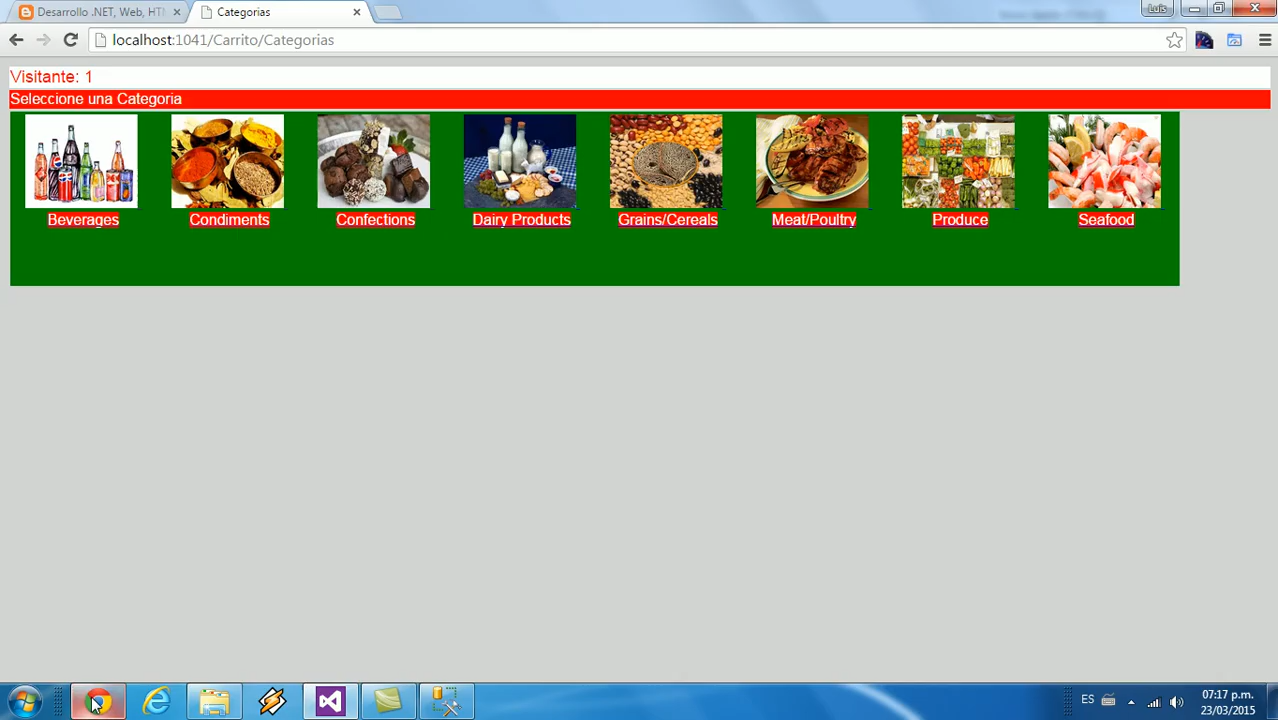 Desarrollo .NET, Web, HT
Categorias
Luis
localhost:1041/Carrito/Categorias
Visitante: 1
Seleccione una Categoria
Beverages
Condiments
Confections
Dairy Products
Grains/Cereals
Meat/Poultry
Produce
Seafood
ES
07:17 p.m.
23/03/2015